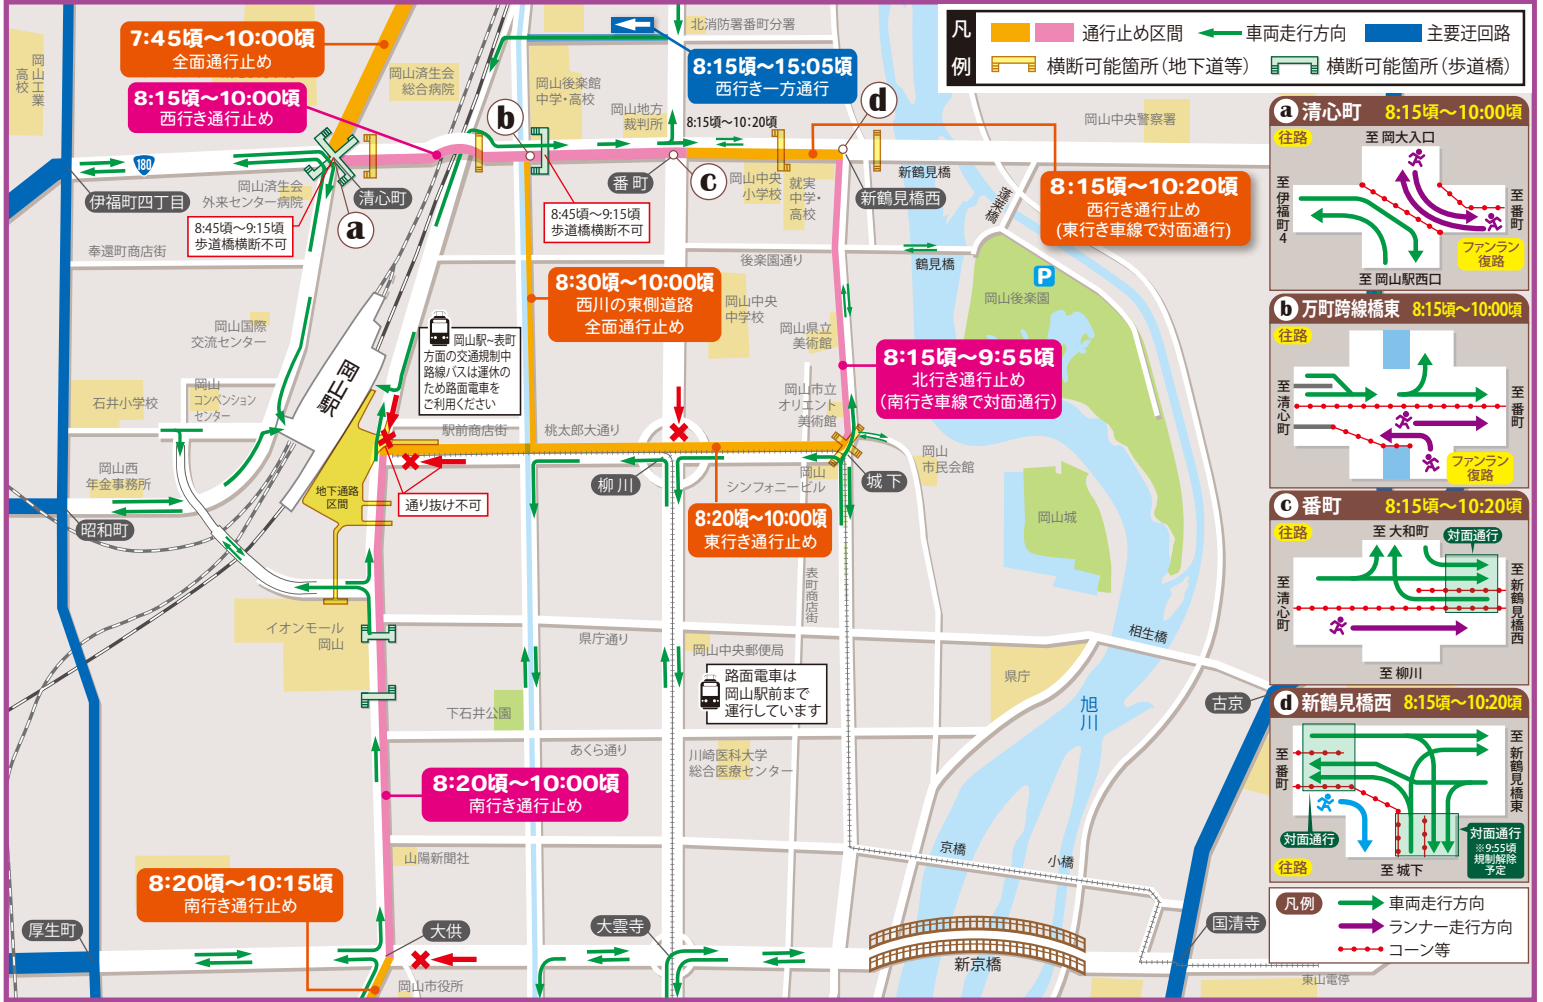 7:45頃〜10:00頃
全面通行止め
8:15頃〜10:00頃
西行き通行止め
北消防署番町分署
8:15頃〜15:05頃
西行き一方通行
凡例
通行止め区間
車両走行方向
主要迂回路
横断可能箇所（地下道等）
横断可能箇所（歩道橋）
岡山工業
高校
岡山済生会
総合病院
岡山後楽館
中学・高校
岡山地方
裁判所
8:15頃〜10:20頃
岡山中央警察署
180
伊福町四丁目
岡山済生会
外来センター病院
清心町
8:45頃〜9:15頃
歩道橋横断不可
a
b
c
d
番町
8:45頃〜9:15頃
歩道橋横断不可
岡山中央
小学校
就実
中学・
高校
新鶴見橋西
新鶴見橋
蓬萊橋
8:15頃〜10:20頃
西行き通行止め
(東行き車線で対面通行)
奉還町商店街
後楽園通り
鶴見橋
P
岡山後楽園
8:30頃〜10:00頃
西川の東側道路
全面通行止め
岡山中央
中学校
岡山県立
美術館
岡山国際
交流センター
岡山駅〜表町
方面の交通規制中
路線バスは運休の
ため路面電車を
ご利用ください
8:15頃〜9:55頃
北行き通行止め
(南行き車線で対面通行)
岡山駅
石井小学校
岡山
コンベンション
センター
岡山市立
オリエント
美術館
駅前商店街
桃太郎大通り
岡山
市民会館
岡山西
年金事務所
地下通路
区間
通り抜け不可
柳川
岡山
シンフォニービル
城下
昭和町
8:20頃〜10:00頃
東行き通行止め
岡山城
表町商店街
イオンモール
岡山
県庁通り
岡山中央郵便局
相生橋
路面電車は
岡山駅前まで
運行しています
県庁
旭川
古京
下石井公園
あくら通り
川崎医科大学
総合医療センター
8:20頃〜10:00頃
南行き通行止め
山陽新聞社
京橋
小橋
8:20頃〜10:15頃
南行き通行止め
厚生町
大供
大雲寺
新京橋
国清寺
岡山市役所
東山電停
a 清心町 8:15頃〜10:00頃
往路
至 岡大入口
至 伊福町4
至 番町
ファンラン
復路
至 岡山駅西口
b 万町跨線橋東 8:15頃〜10:00頃
往路
至 清心町
至 番町
ファンラン
復路
c 番町 8:15頃〜10:20頃
往路
至 大和町
対面通行
至 清心町
至 新鶴見橋西
至 柳川
d 新鶴見橋西 8:15頃〜10:20頃
至 番町
至 新鶴見橋東
対面通行
対面通行
※9:55頃
規制解除
予定
往路
至 城下
凡例
車両走行方向
ランナー走行方向
コーン等